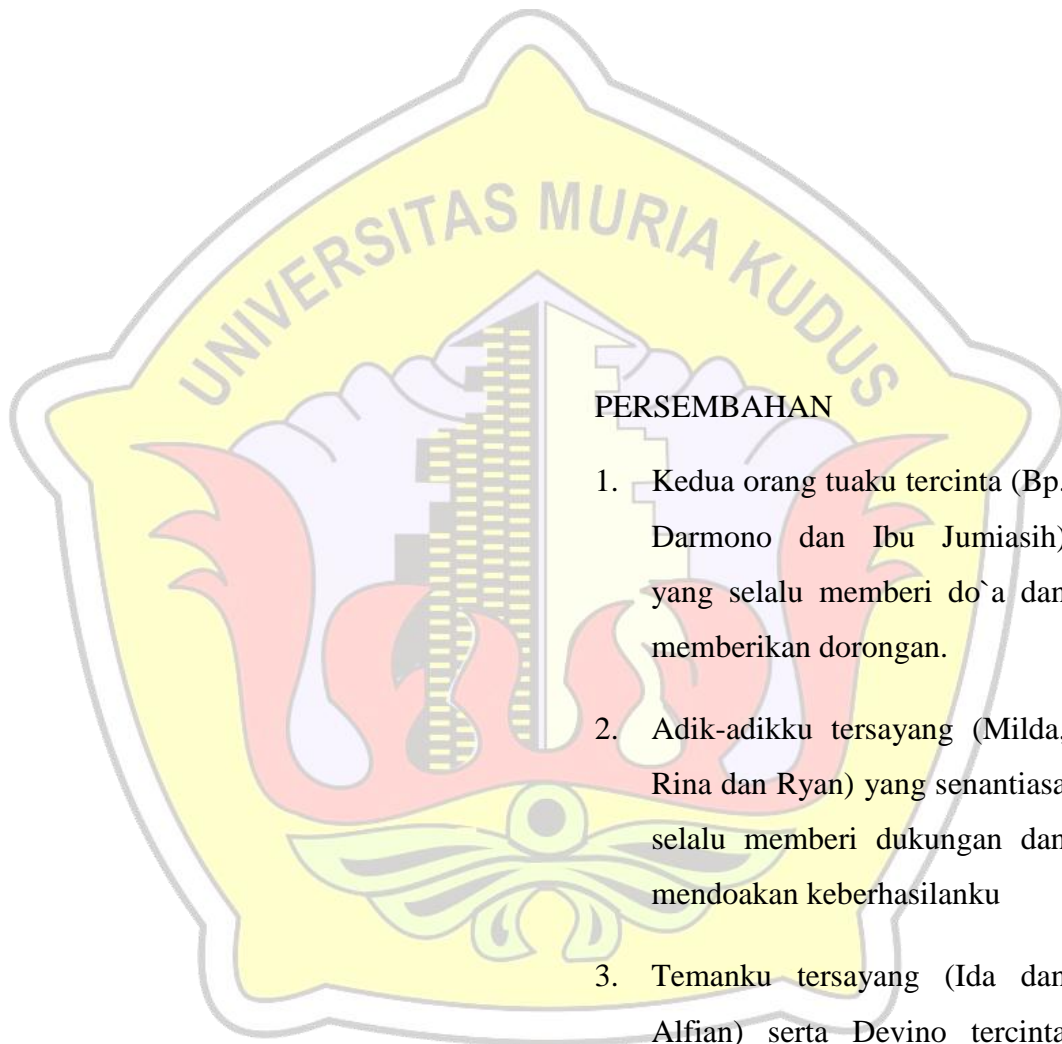 UNIVERSITAS MURIA KUDUS
PERSEMBAHAN
1. Kedua orang tuaku tercinta (Bp.
Darmono dan Ibu Jumiasih)
yang selalu memberi do`a dan
memberikan dorongan.
2. Adik-adikku tersayang (Milda,
Rina dan Ryan) yang senantiasa
selalu memberi dukungan dan
mendoakan keberhasilanku
3. Temanku tersayang (Ida dan
Alfian) serta Devino tercinta